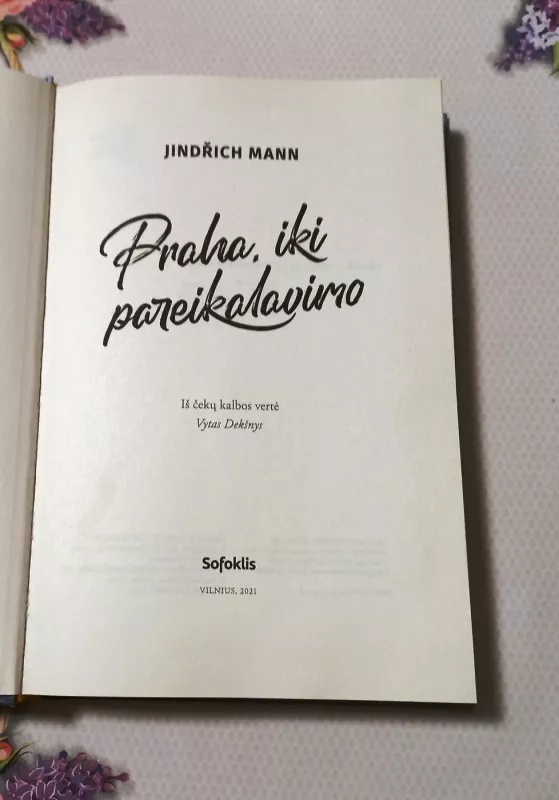 JINDŘICH MANN
Praha, iki
pareikalavimo
Iš čekų kalbos vertė
Vytas Dekšnys
Sofoklis
VILNIUS, 2021